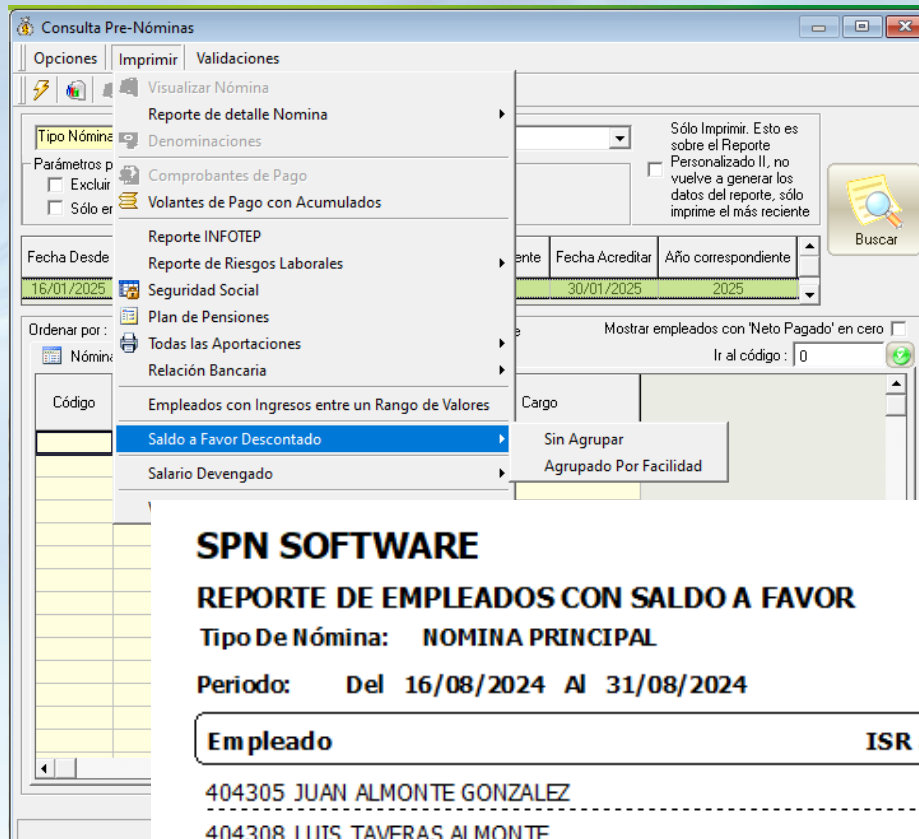 Consulta Pre-Nóminas
Opciones Imprimir Validaciones
Visualizar Nómina
Reporte de detalle Nomina
Denominaciones
Comprobantes de Pago
Volantes de Pago con Acumulados
Reporte INFOTEP
Reporte de Riesgos Laborales
Seguridad Social
Plan de Pensiones
Todas las Aportaciones
Relación Bancaria
Empleados con Ingresos entre un Rango de Valores
Saldo a Favor Descontado
Salario Devengado
Sin Agrupar
Agrupado Por Facilidad
Tipo Nómina
Parámetros p
Excluir
Sólo er
Sólo Imprimir. Esto es
sobre el Reporte
Personalizado II, no
vuelve a generar los
datos del reporte, sólo
imprime el más reciente
Buscar
Fecha Desde ente Fecha Acreditar Año correspondiente
16/01/2025 30/01/2025 2025
Ordenar por : Mostrar empleados con 'Neto Pagado' en cero
Nómina Ir al código : 0
Código Cargo
SPN SOFTWARE
REPORTE DE EMPLEADOS CON SALDO A FAVOR
Tipo De Nómina: NOMINA PRINCIPAL
Periodo: Del 16/08/2024 Al 31/08/2024
Empleado ISR
404305 JUAN ALMONTE GONZALEZ
404308 LUIS TAVERAS ALMONTE